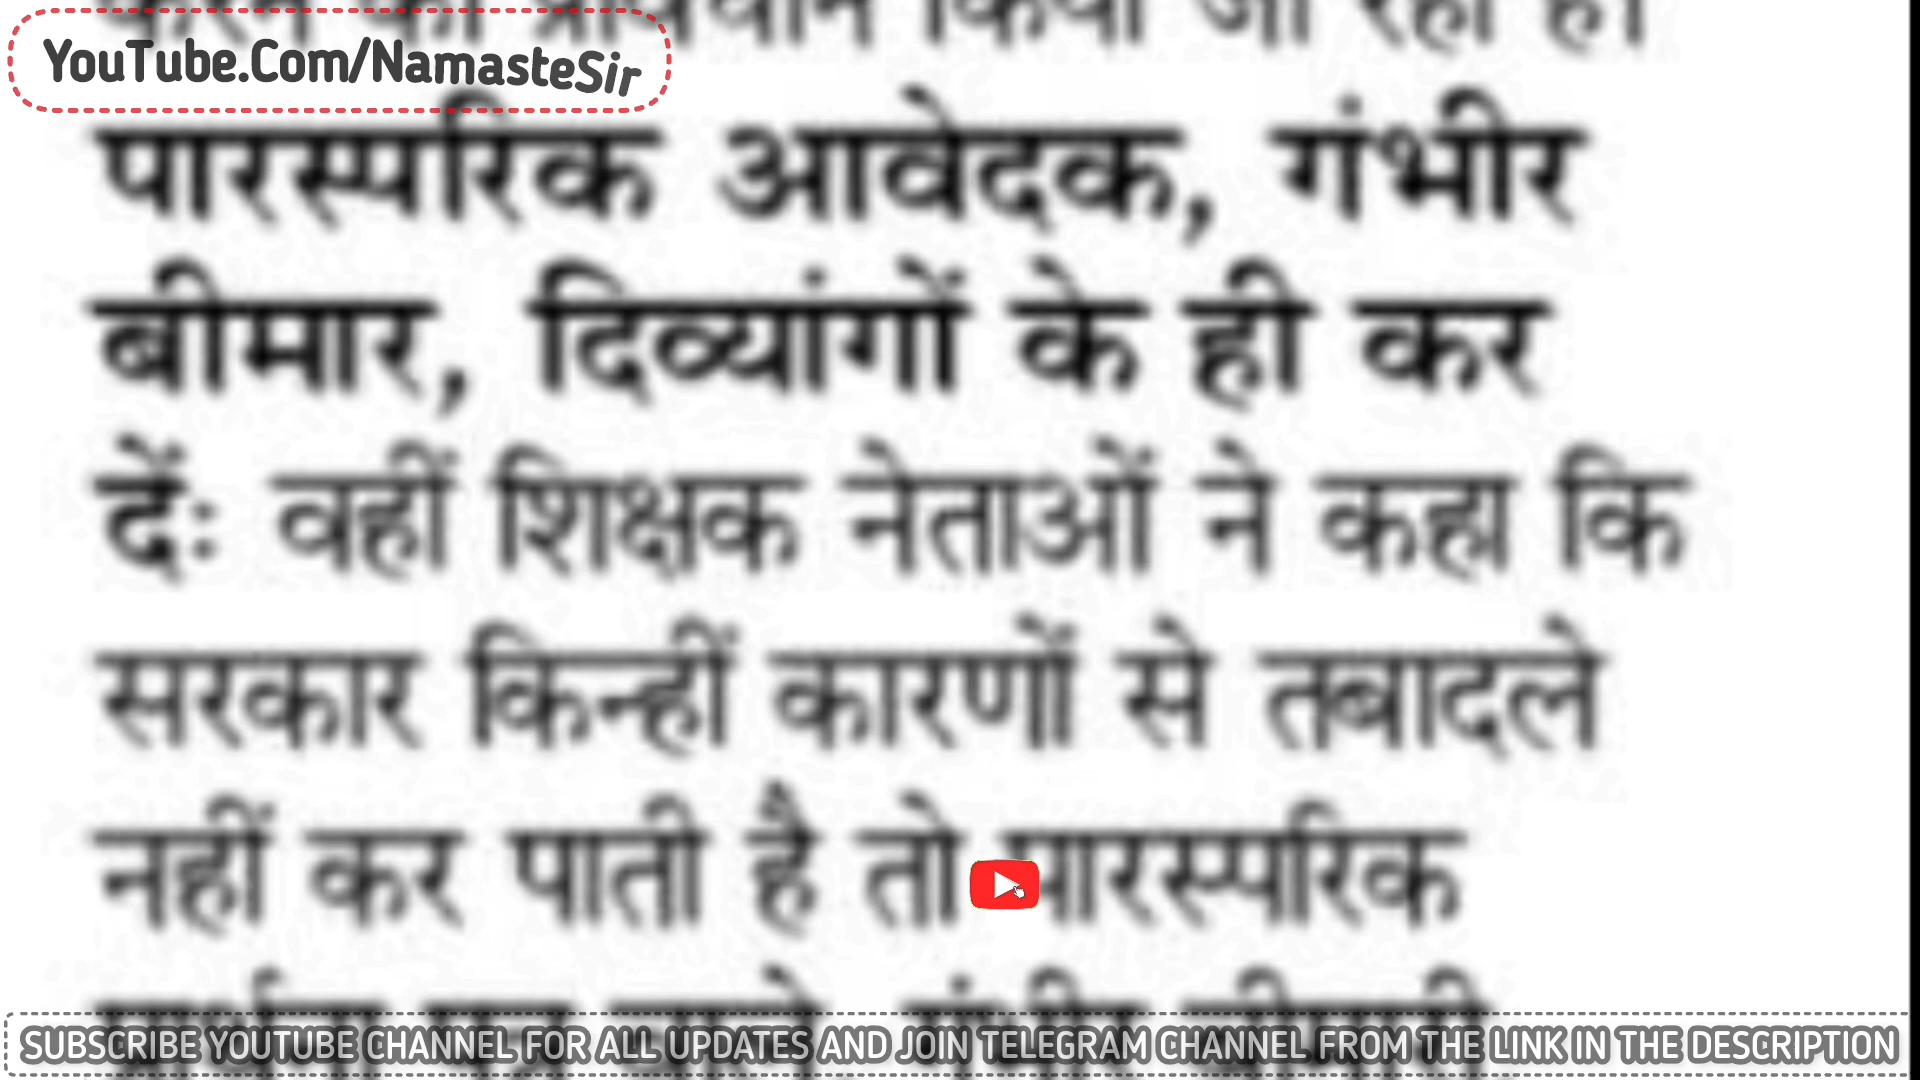 किया जा रहा है।
YouTube.Com/NamasteSir
पारस्परिक आवेदक, गंभीर
बीमार, दिव्यांगों के ही कर
देंः वहीं शिक्षक नेताओं ने कहा कि
सरकार किन्हीं कारणों से तबादले
नहीं कर पाती है तो पारस्परिक
SUBSCRIBE YOUTUBE CHANNEL FOR ALL UPDATES AND JOIN TELEGRAM CHANNEL FROM THE LINK IN THE DESCRIPTION